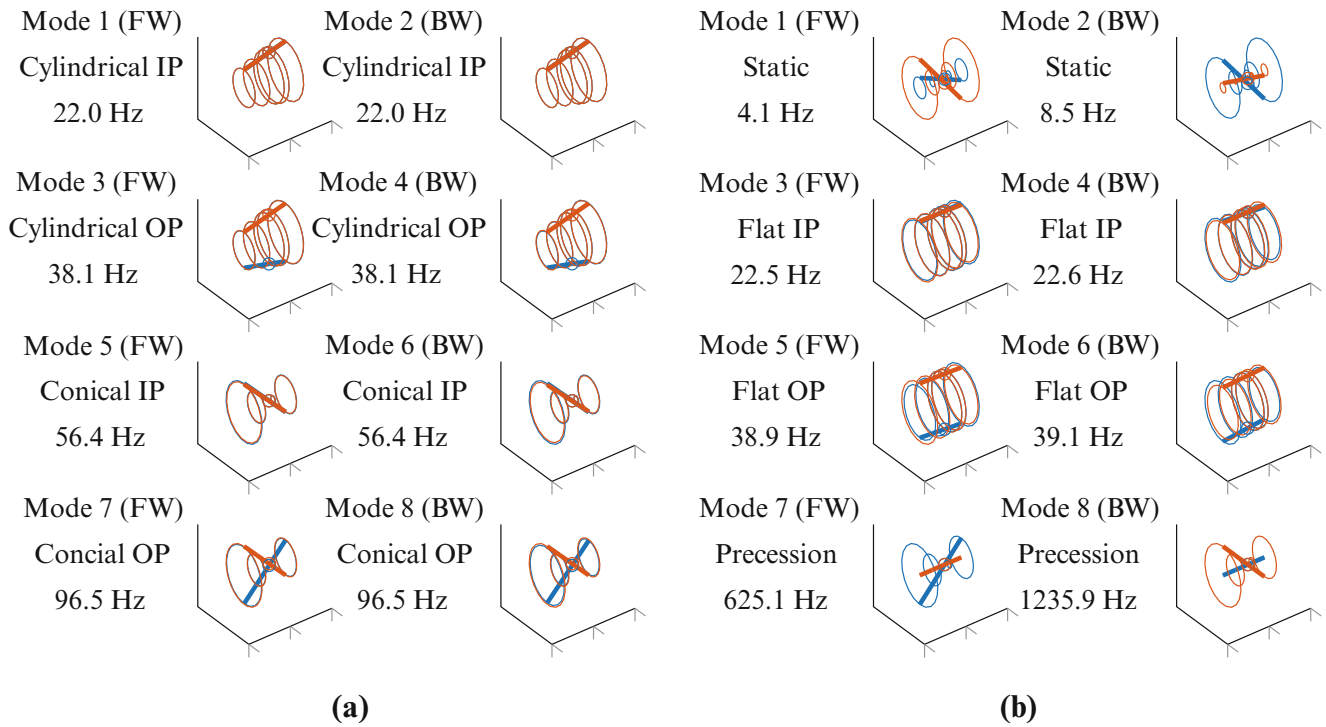 Mode 1 (FW)
Cylindrical IP
22.0 Hz
Mode 2 (BW)
Cylindrical IP
22.0 Hz
Mode 3 (FW)
Cylindrical OP
38.1 Hz
Mode 4 (BW)
Cylindrical OP
38.1 Hz
Mode 5 (FW)
Conical IP
56.4 Hz
Mode 6 (BW)
Conical IP
56.4 Hz
Mode 7 (FW)
Concial OP
96.5 Hz
Mode 8 (BW)
Conical OP
96.5 Hz
(a)
Mode 1 (FW)
Static
4.1 Hz
Mode 2 (BW)
Static
8.5 Hz
Mode 3 (FW)
Flat IP
22.5 Hz
Mode 4 (BW)
Flat IP
22.6 Hz
Mode 5 (FW)
Flat OP
38.9 Hz
Mode 6 (BW)
Flat OP
39.1 Hz
Mode 7 (FW)
Precession
625.1 Hz
Mode 8 (BW)
Precession
1235.9 Hz
(b)